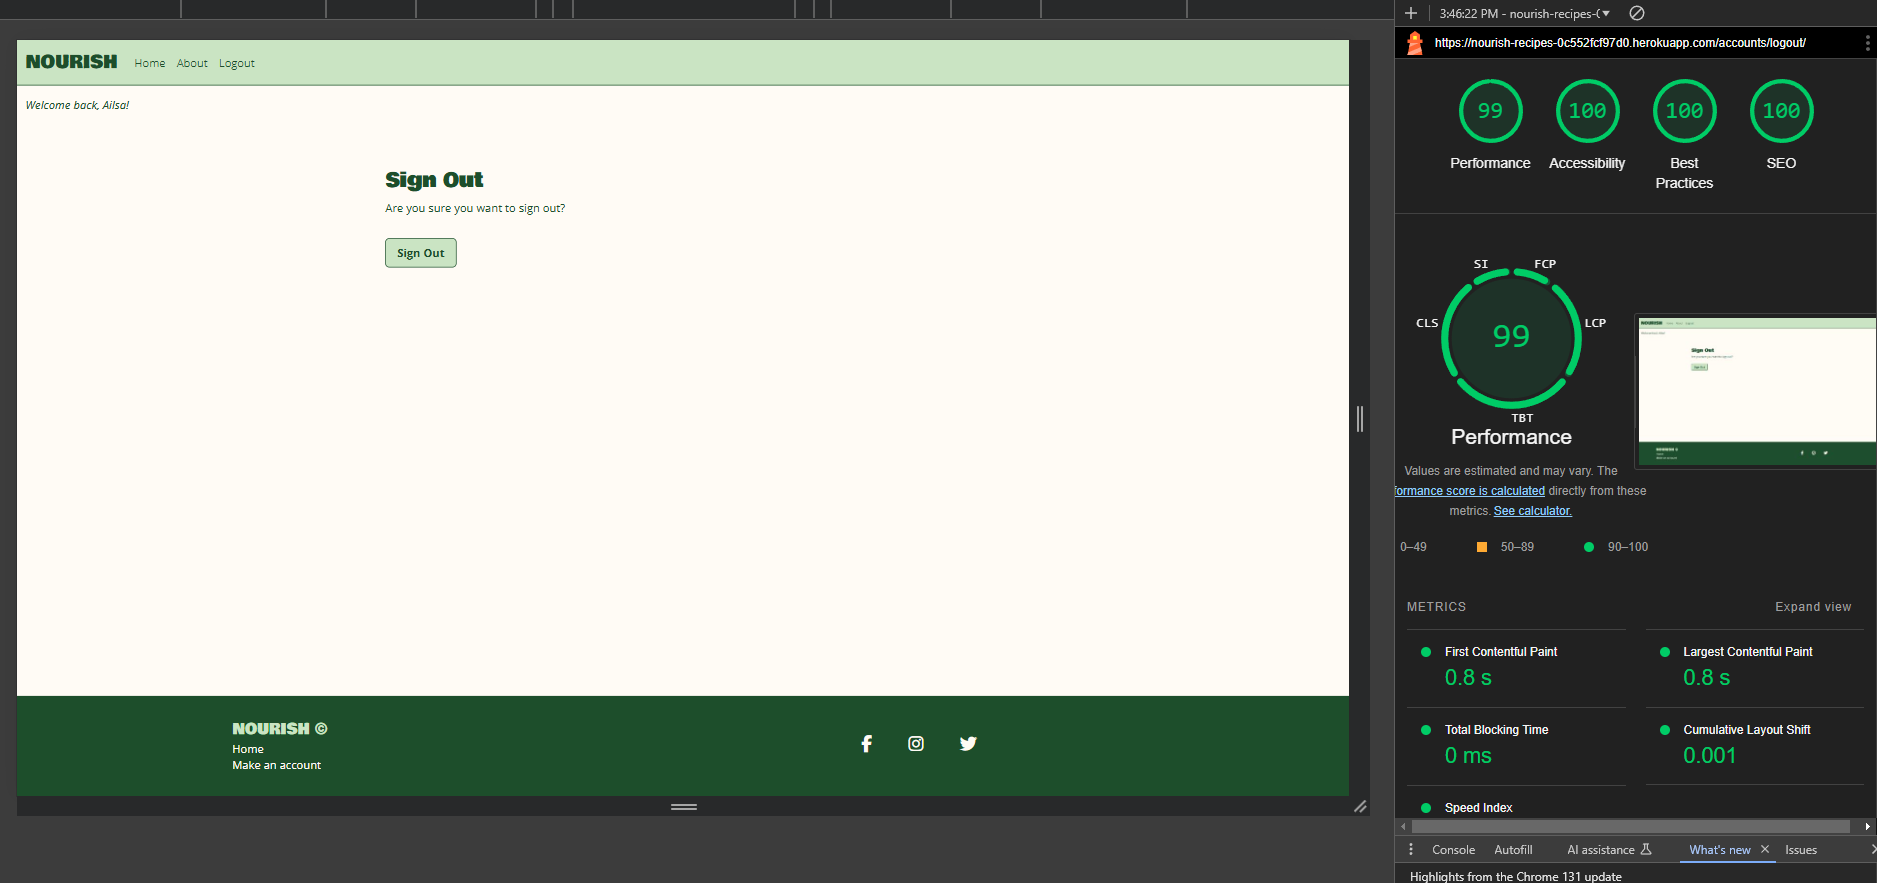 NOURISH Home About Logout
Welcome back, Ailsa!
Sign Out
Are you sure you want to sign out?
Sign Out
NOURISH ©
Home
Make an account
3:46:22 PM - nourish-recipes-
https://nourish-recipes-0c552fcf97d0.herokuapp.com/accounts/logout/
99 100 100 100
Performance Accessibility Best Practices SEO
SI FCP
CLS LCP
99
TBT
Performance
Values are estimated and may vary. The
formance score is calculated directly from these
metrics. See calculator.
0–49 50–89 90–100
METRICS Expand view
First Contentful Paint
0.8 s
Largest Contentful Paint
0.8 s
Total Blocking Time
0 ms
Cumulative Layout Shift
0.001
Speed Index
Console Autofill AI assistance What's new Issues
Highlights from the Chrome 131 update
NOURISH
Sign Out